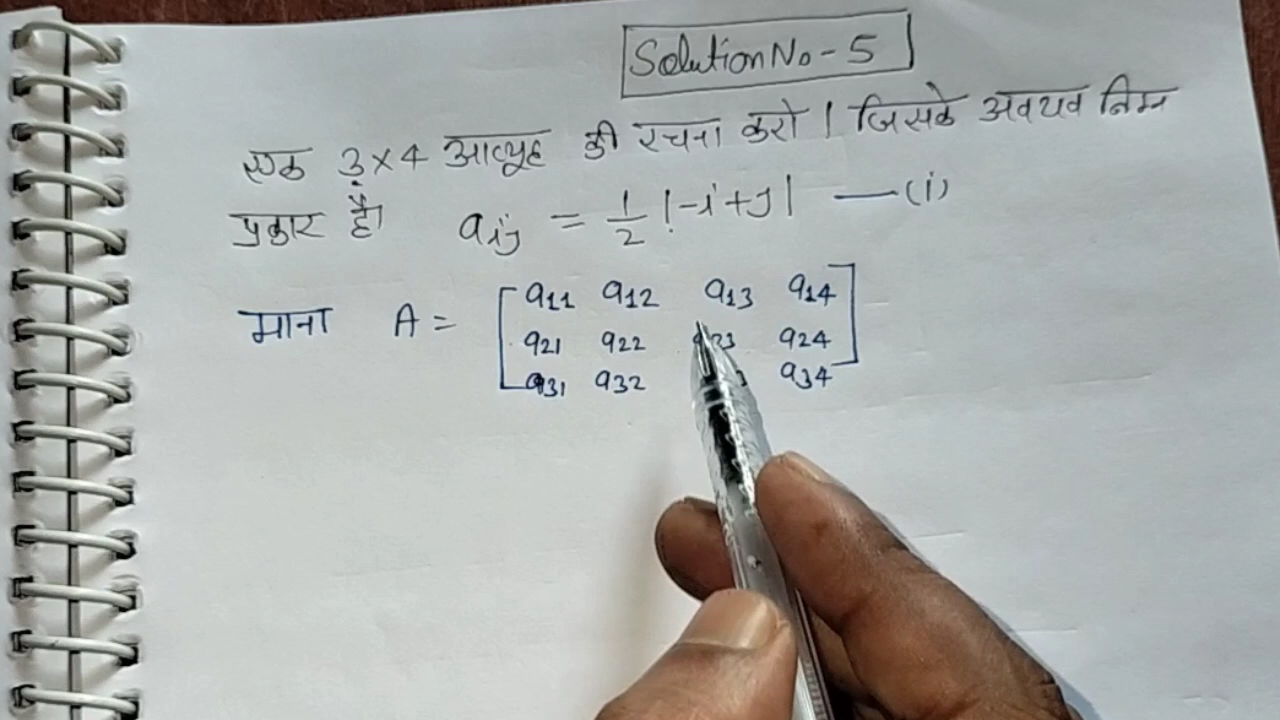 Solution No - 5
एक 3×4 आव्यूह की रचना करो। जिसके अवयव निम्न
प्रकार है। aij = 1/2 |-i+j| —(i)
माना A = [a11 a12 a13 a14
a21 a22 a23 a24
a31 a32 a34]